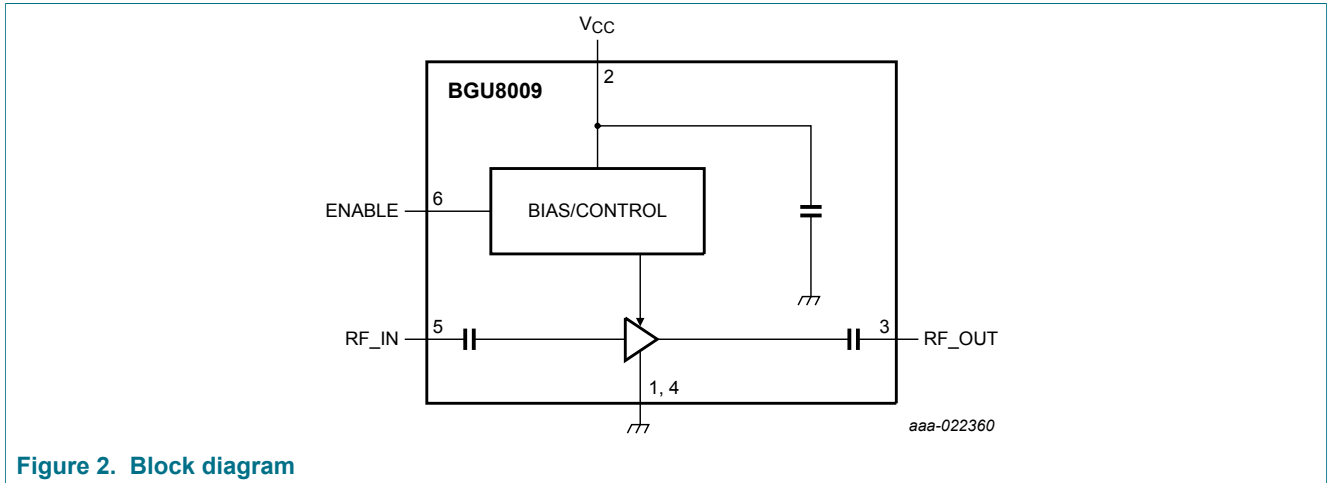 VCC
2
BGU8009
ENABLE
6
BIAS/CONTROL
RF_IN
5
3
RF_OUT
1, 4
aaa-022360
Figure 2. Block diagram